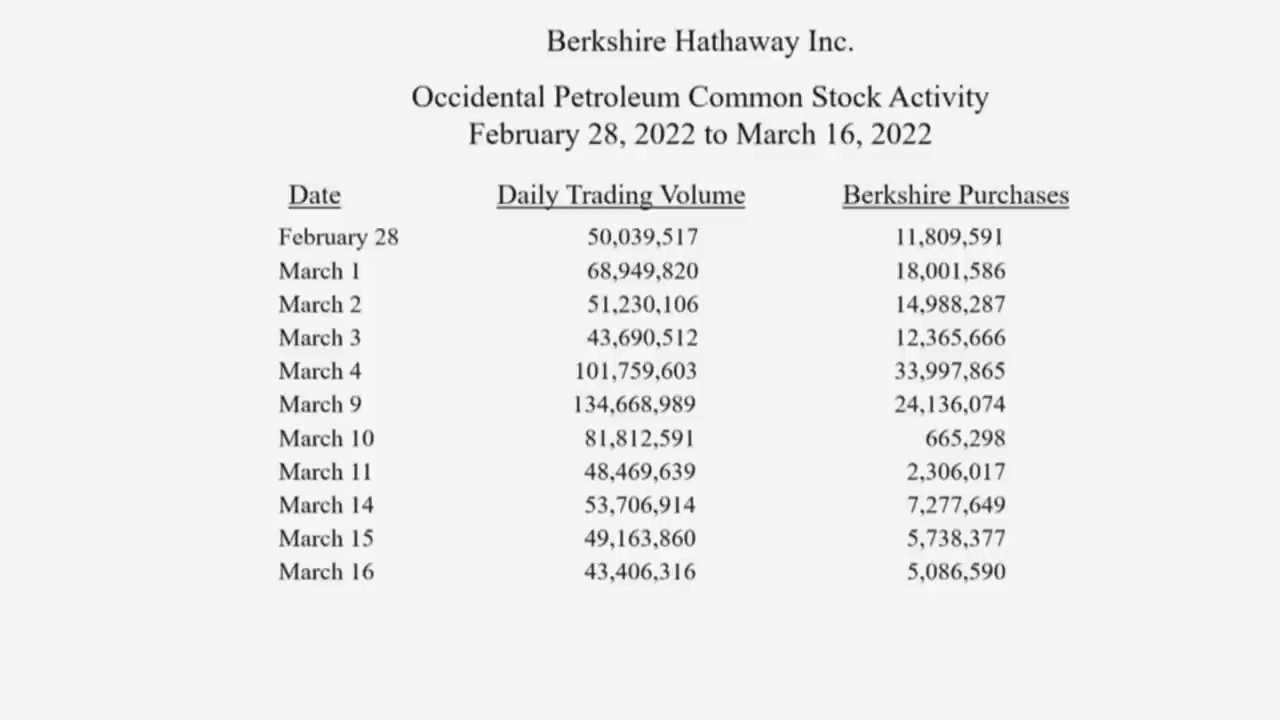 Berkshire Hathaway Inc.
Occidental Petroleum Common Stock Activity
February 28, 2022 to March 16, 2022
Date Daily Trading Volume Berkshire Purchases
February 28 50,039,517 11,809,591
March 1 68,949,820 18,001,586
March 2 51,230,106 14,988,287
March 3 43,690,512 12,365,666
March 4 101,759,603 33,997,865
March 9 134,668,989 24,136,074
March 10 81,812,591 665,298
March 11 48,469,639 2,306,017
March 14 53,706,914 7,277,649
March 15 49,163,860 5,738,377
March 16 43,406,316 5,086,590